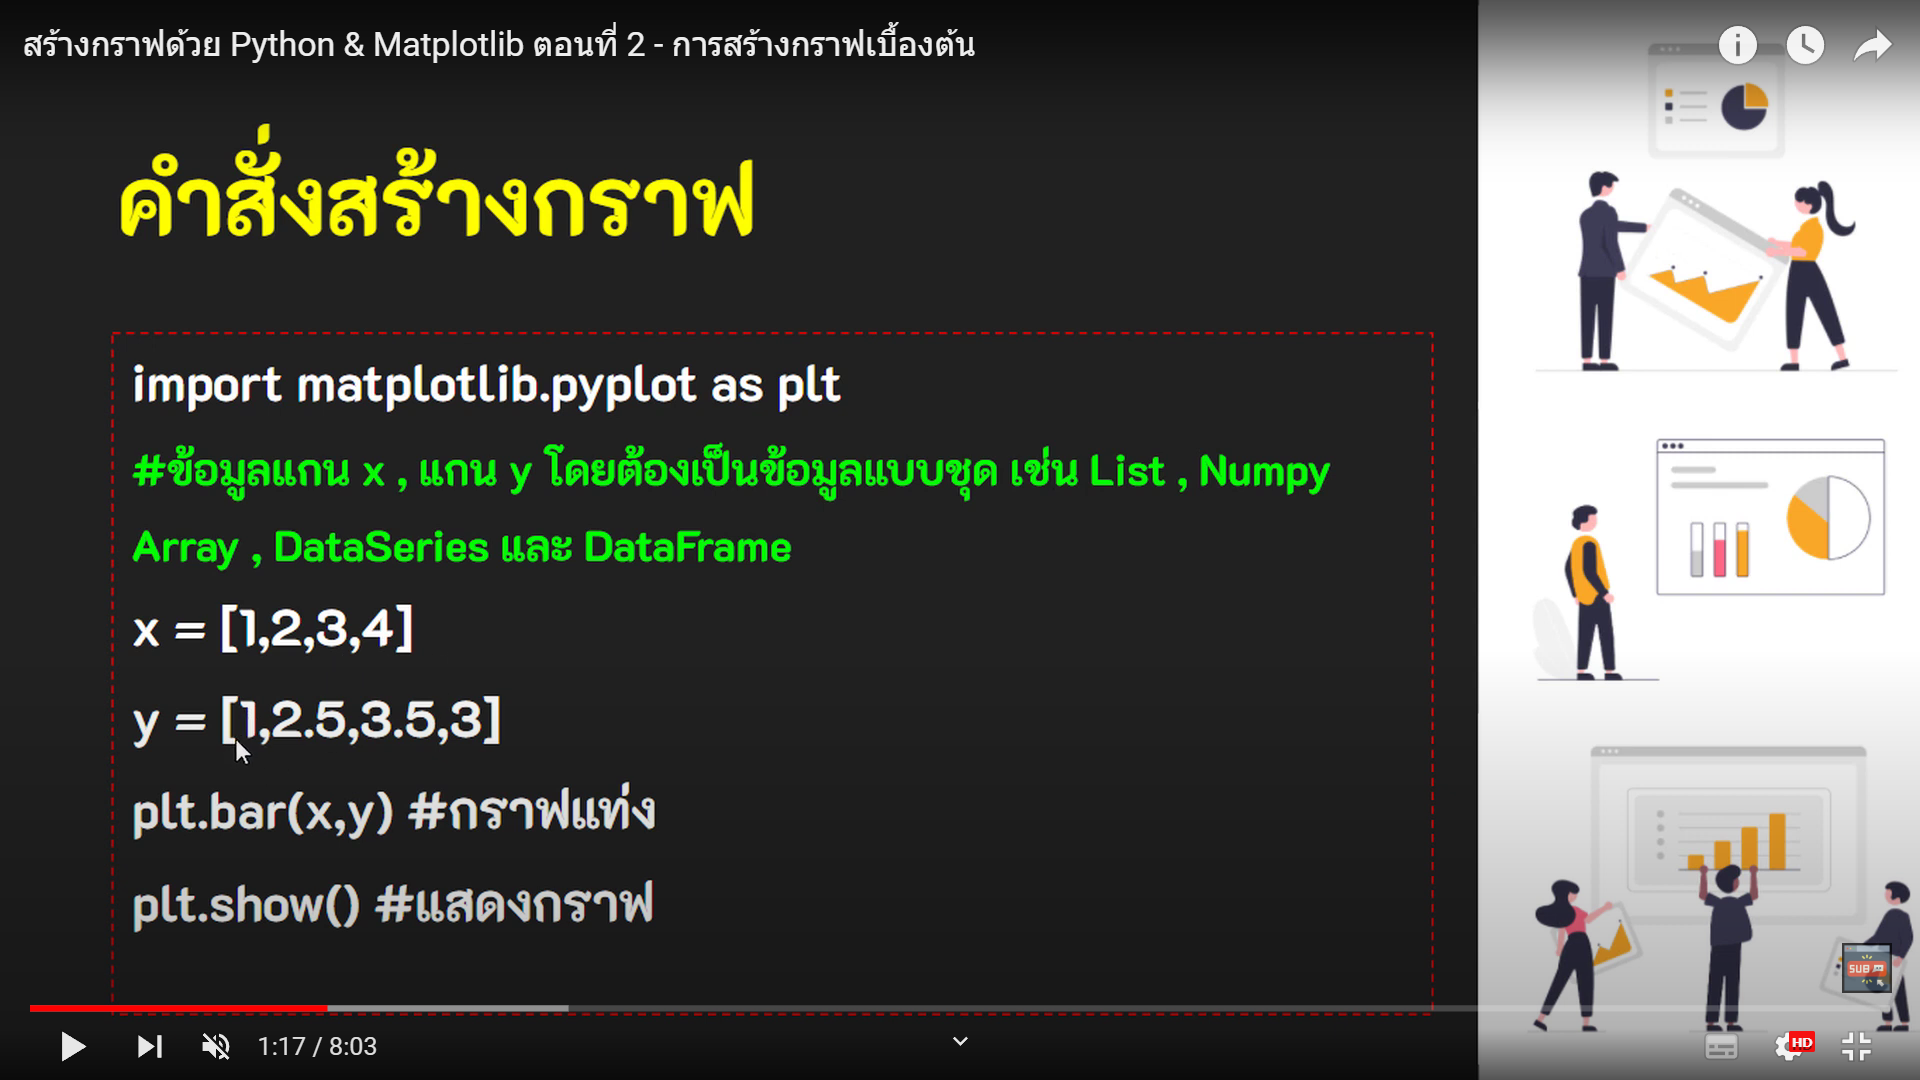 สร้างกราฟด้วย Python & Matplotlib ตอนที่ 2 - การสร้างกราฟเบื้องต้น
คำสั่งสร้างกราฟ
import matplotlib.pyplot as plt
#ข้อมูลแกน x , แกน y โดยต้องเป็นข้อมูลแบบชุด เช่น List , Numpy
Array , DataSeries และ DataFrame
x = [1,2,3,4]
y = [1,2.5,3.5,3]
plt.bar(x,y) #กราฟแท่ง
plt.show() #แสดงกราฟ
SUB
1:17 / 8:03
HD